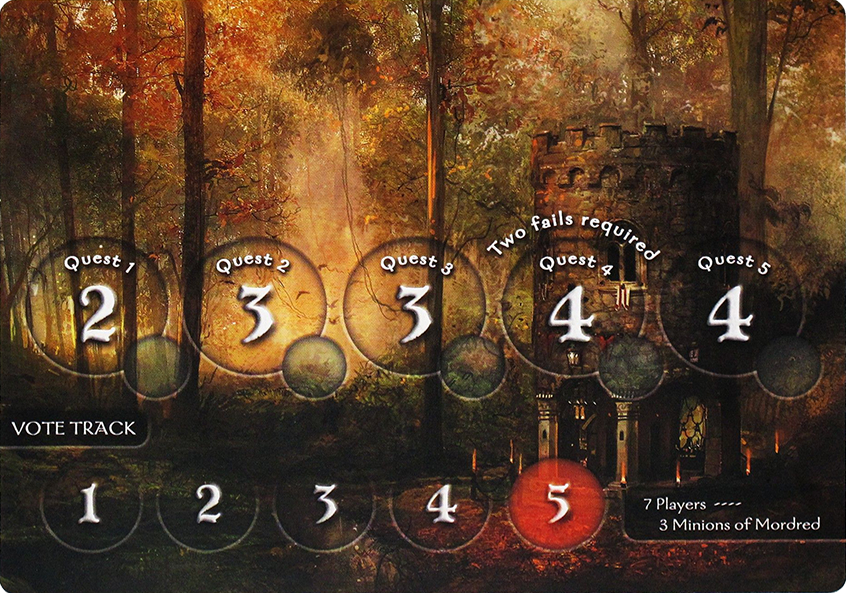 Two fails required
Quest 1 Quest 2 Quest 3 Quest 4 Quest 5
2 3 3 4 4
VOTE TRACK
1 2 3 4 5
7 Players ----
3 Minions of Mordred